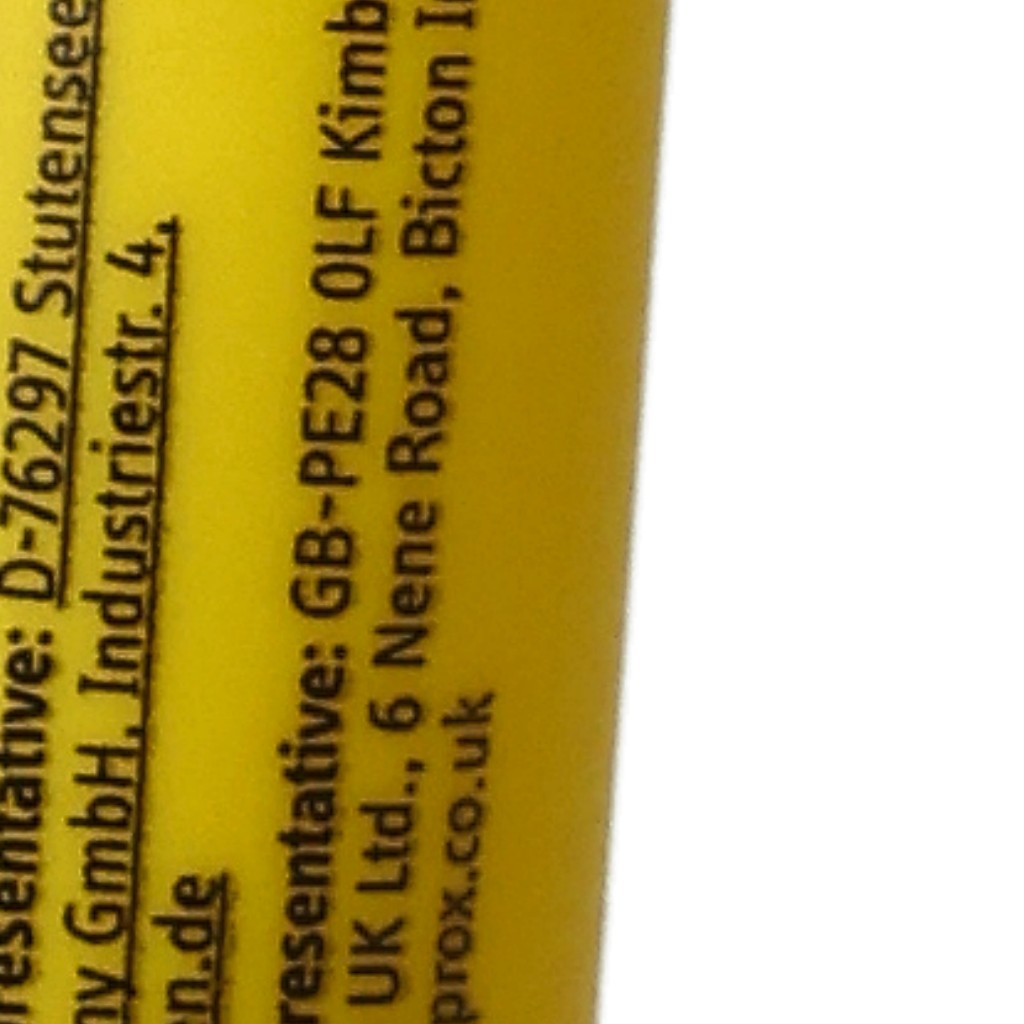 resentative: D-76297 Stutensee
ny GmbH, Industriestr. 4,
en.de
resentative: GB-PE28 0LF Kimb
UK Ltd., 6 Nene Road, Bicton I
prox.co.uk